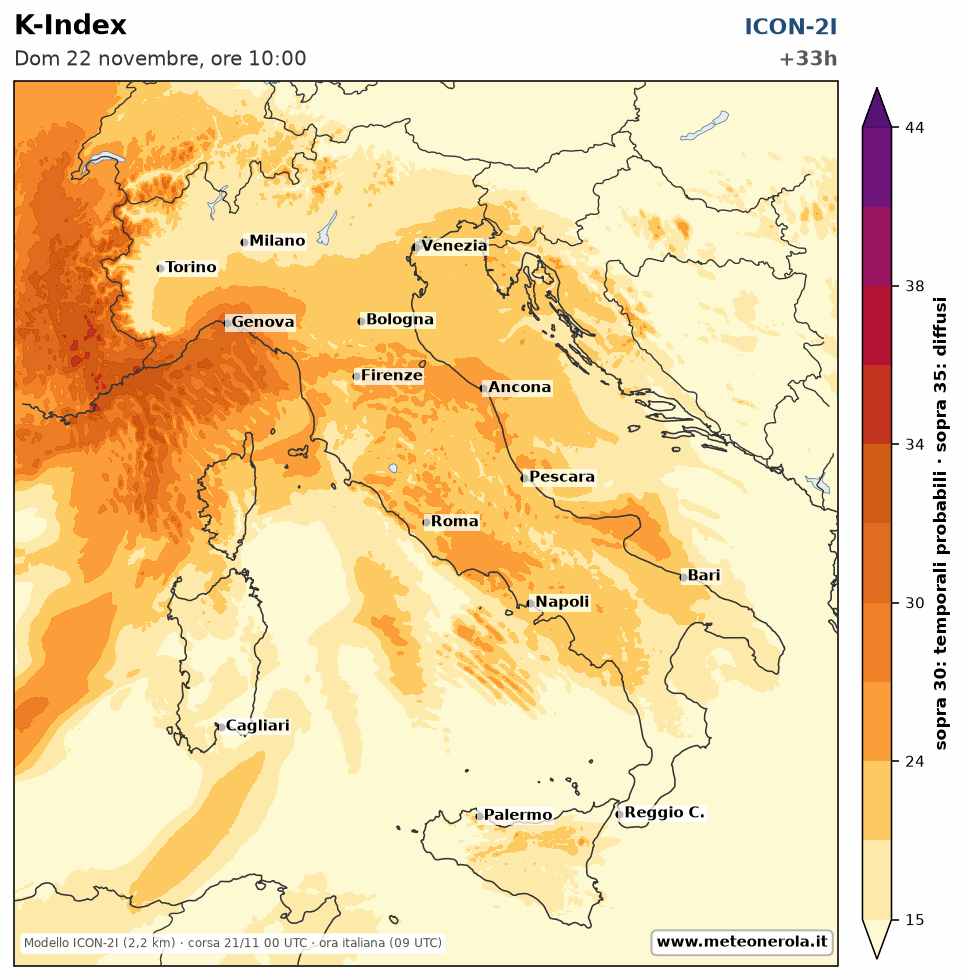 K-Index
ICON-2I
Dom 22 novembre, ore 10:00
+33h
Milano
Venezia
Torino
Genova
Bologna
Firenze
Ancona
Pescara
Roma
Bari
Napoli
Cagliari
Palermo
Reggio C.
44
38
34
30
24
15
sopra 30: temporali probabili · sopra 35: diffusi
Modello ICON-2I (2,2 km) · corsa 21/11 00 UTC · ora italiana (09 UTC)
www.meteonerola.it